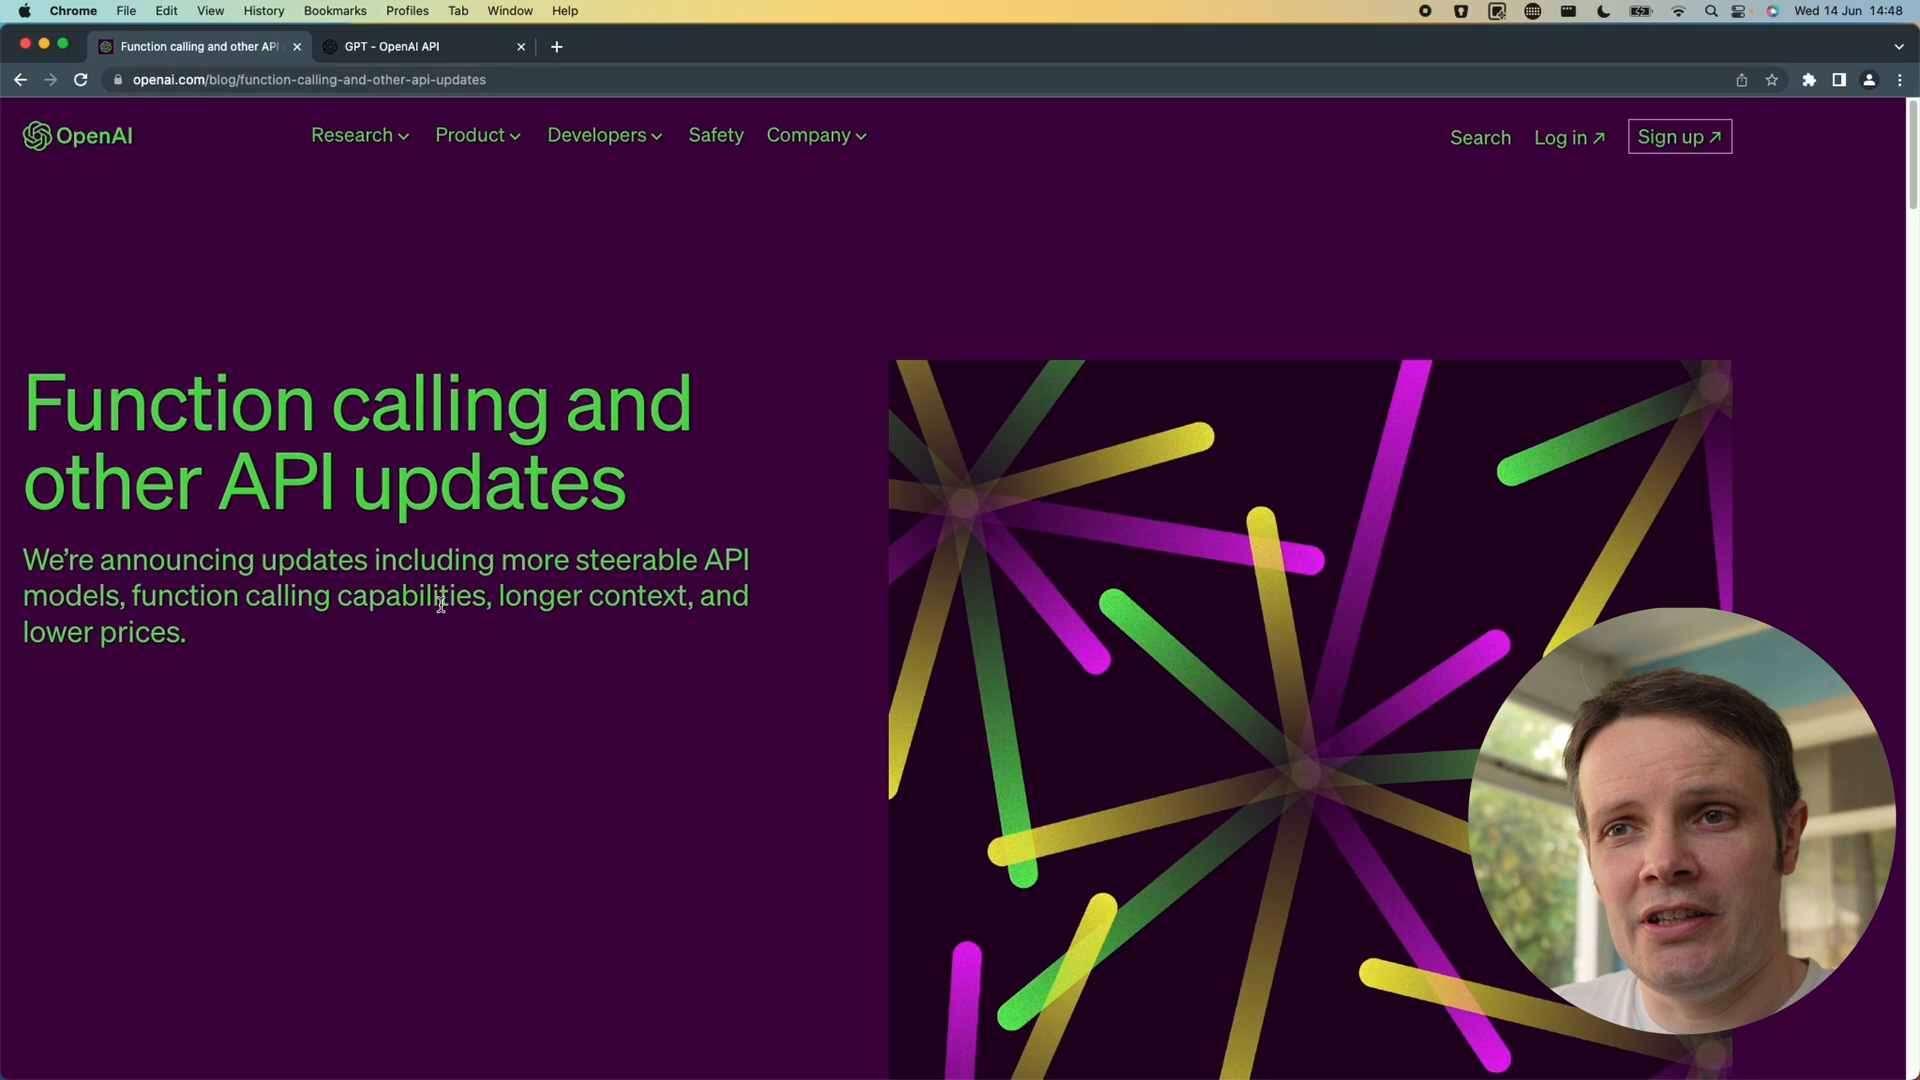 Chrome File Edit View History Bookmarks Profiles Tab Window Help Wed 14 Jun 14:48
Function calling and other API GPT - OpenAI API
openai.com/blog/function-calling-and-other-api-updates
OpenAI Research Product Developers Safety Company Search Log in ↗ Sign up ↗
Function calling and
other API updates
We’re announcing updates including more steerable API
models, function calling capabilities, longer context, and
lower prices.